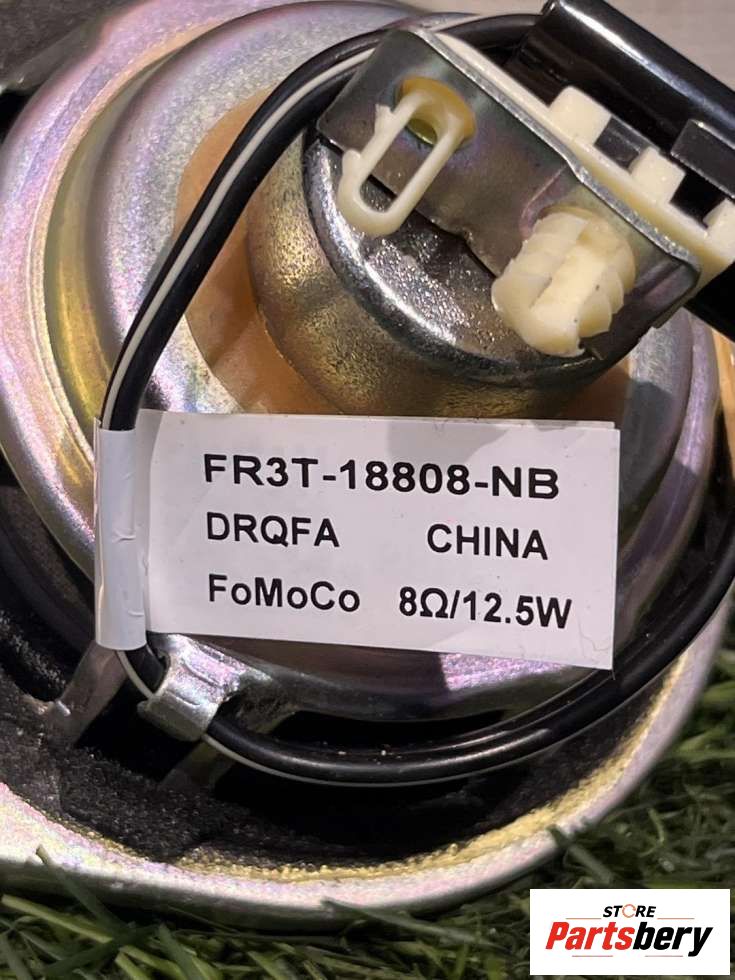 FR3T-18808-NB
DRQFA CHINA
FoMoCo 8Ω/12.5W
STORE
Partsbery